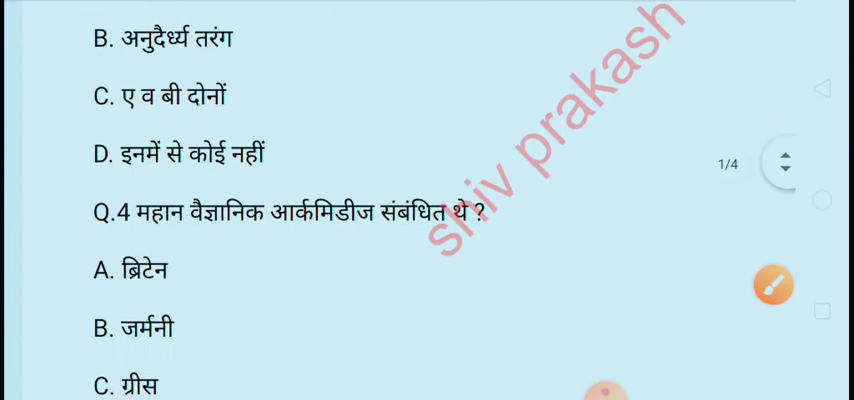 B. अनुदैर्ध्य तरंग
C. ए व बी दोनों
D. इनमें से कोई नहीं
1/4
Q.4 महान वैज्ञानिक आर्कमिडीज संबंधित थे ?
A. ब्रिटेन
B. जर्मनी
C. ग्रीस
shiv prakash